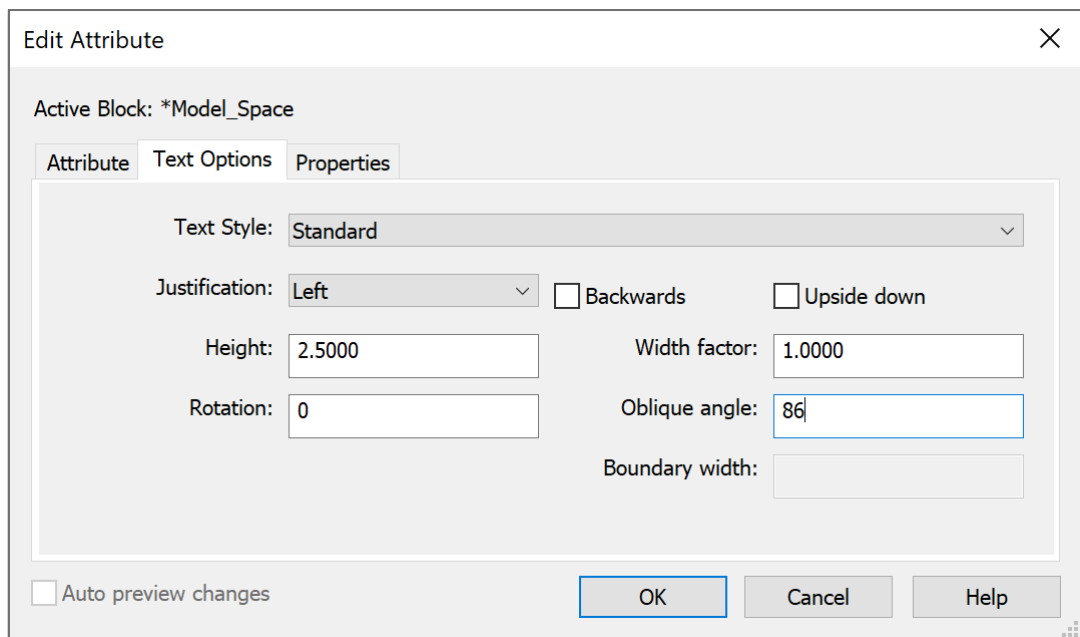 Edit Attribute
Active Block: *Model_Space
Attribute Text Options Properties
Text Style: Standard
Justification: Left Backwards Upside down
Height: 2.5000 Width factor: 1.0000
Rotation: 0 Oblique angle: 86
Boundary width:
Auto preview changes OK Cancel Help